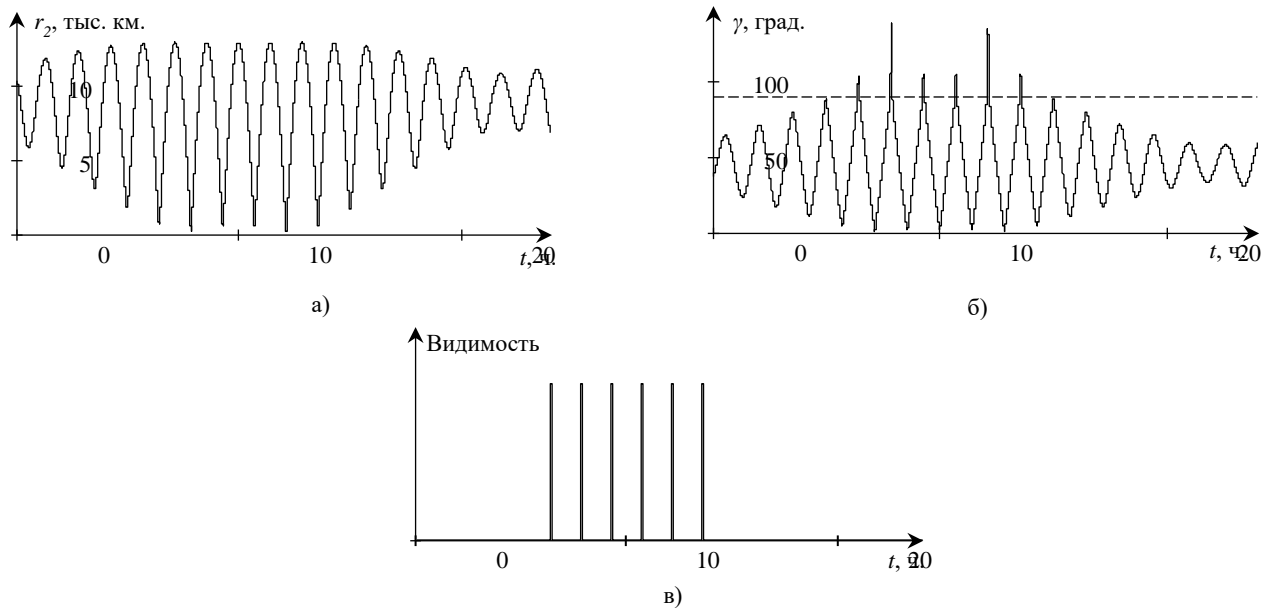 r2, тыс. км.
10
5
0 10 20
t, ч.
а)
γ, град.
100
50
0 10 20
t, ч.
б)
Видимость
0 10 20
t, ч.
в)